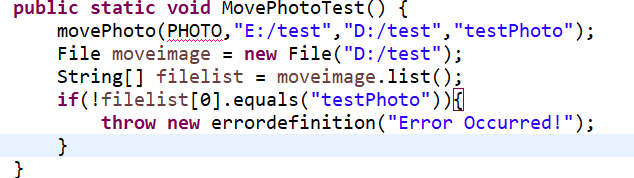 public static void MovePhotoTest() {
movePhoto(PHOTO,"E:/test","D:/test","testPhoto");
File moveimage = new File("D:/test");
String[] filelist = moveimage.list();
if(!filelist[0].equals("testPhoto")){
throw new errordefinition("Error Occurred!");
}
}